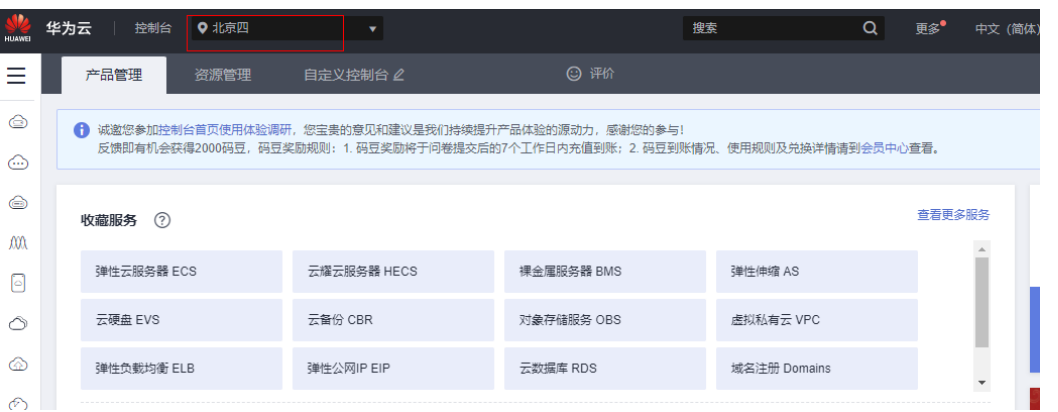 HUAWEI 华为云 控制台 北京四 搜索 更多 中文 (简体)
产品管理 资源管理 自定义控制台 评价
诚邀您参加控制台首页使用体验调研，您宝贵的意见和建议是我们持续提升产品体验的源动力，感谢您的参与！
反馈即有机会获得2000码豆，码豆奖励规则：1. 码豆奖励将于问卷提交后的7个工作日内充值到账；2. 码豆到账情况、使用规则及兑换详情请到会员中心查看。
收藏服务 ? 查看更多服务
弹性云服务器 ECS 云耀云服务器 HECS 裸金属服务器 BMS 弹性伸缩 AS
云硬盘 EVS 云备份 CBR 对象存储服务 OBS 虚拟私有云 VPC
弹性负载均衡 ELB 弹性公网IP EIP 云数据库 RDS 域名注册 Domains